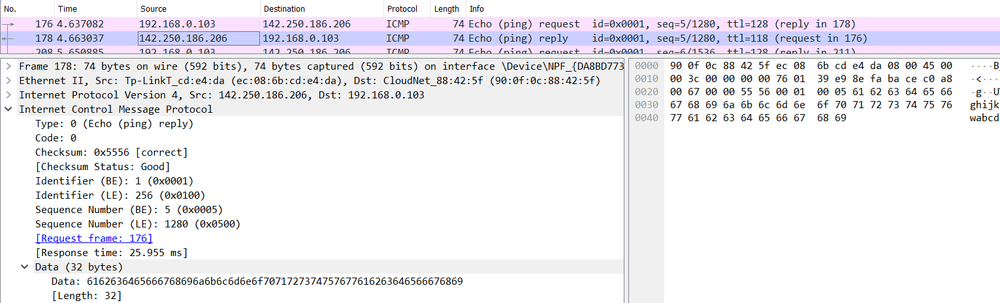 No. Time Source Destination Protocol Length Info
176 4.637082 192.168.0.103 142.250.186.206 ICMP 74 Echo (ping) request id=0x0001, seq=5/1280, ttl=128 (reply in 178)
178 4.663037 142.250.186.206 192.168.0.103 ICMP 74 Echo (ping) reply id=0x0001, seq=5/1280, ttl=118 (request in 176)
208 5.650885 192.168.0.103 142.250.186.206 ICMP 74 Echo (ping) request id=0x0001, seq=6/1536, ttl=128 (reply in 211)
Frame 178: 74 bytes on wire (592 bits), 74 bytes captured (592 bits) on interface \Device\NPF_{DA8BD773
Ethernet II, Src: Tp-LinkT_cd:e4:da (ec:08:6b:cd:e4:da), Dst: CloudNet_88:42:5f (90:0f:0c:88:42:5f)
Internet Protocol Version 4, Src: 142.250.186.206, Dst: 192.168.0.103
Internet Control Message Protocol
Type: 0 (Echo (ping) reply)
Code: 0
Checksum: 0x5556 [correct]
[Checksum Status: Good]
Identifier (BE): 1 (0x0001)
Identifier (LE): 256 (0x0100)
Sequence Number (BE): 5 (0x0005)
Sequence Number (LE): 1280 (0x0500)
[Request frame: 176]
[Response time: 25.955 ms]
Data (32 bytes)
Data: 6162636465666768696a6b6c6d6e6f7071727374757677616263646566676869
[Length: 32]
0000 90 0f 0c 88 42 5f ec 08 6b cd e4 da 08 00 45 00 ····B_
0010 00 3c 00 00 00 00 76 01 39 e9 8e fa ba ce c0 a8 ·<····
0020 00 67 00 00 55 56 00 01 00 05 61 62 63 64 65 66 ·g··UV
0030 67 68 69 6a 6b 6c 6d 6e 6f 70 71 72 73 74 75 76 ghijk
0040 77 61 62 63 64 65 66 67 68 69 wabcd